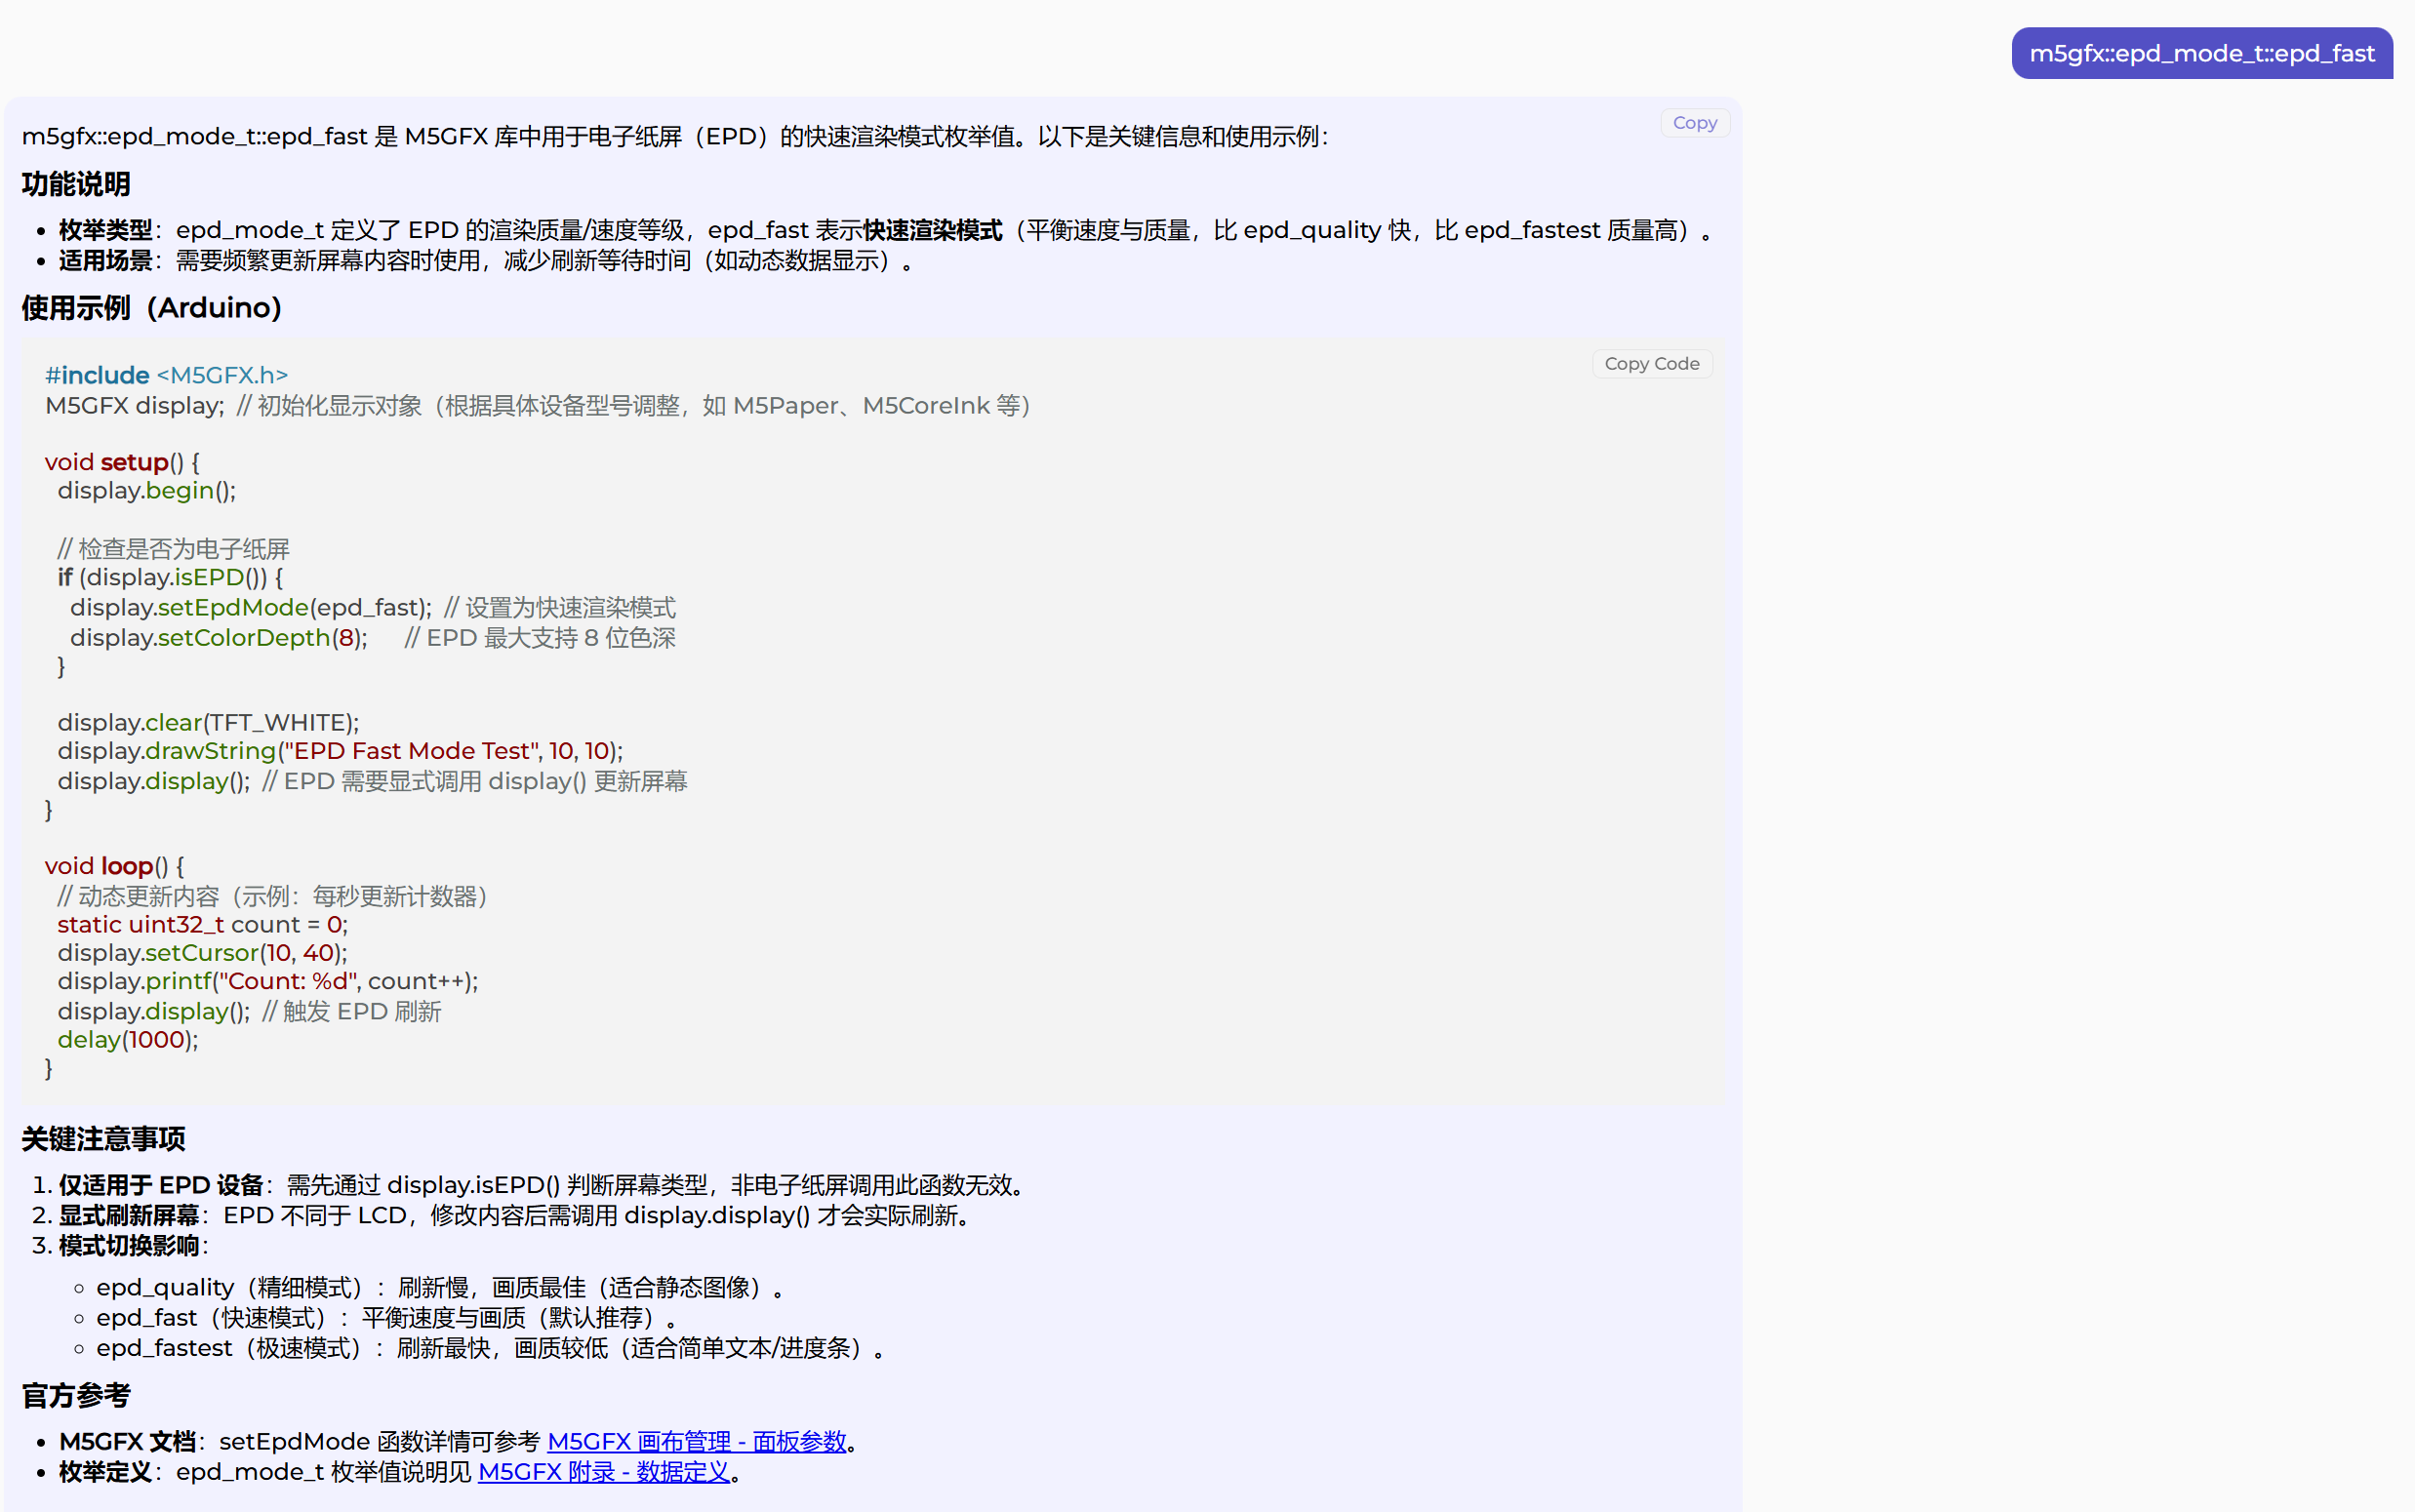 m5gfx::epd_mode_t::epd_fast
Copy
m5gfx::epd_mode_t::epd_fast 是 M5GFX 库中用于电子纸屏（EPD）的快速渲染模式枚举值。以下是关键信息和使用示例：
功能说明
• 枚举类型：epd_mode_t 定义了 EPD 的渲染质量/速度等级，epd_fast 表示快速渲染模式（平衡速度与质量，比 epd_quality 快，比 epd_fastest 质量高）。
• 适用场景：需要频繁更新屏幕内容时使用，减少刷新等待时间（如动态数据显示）。
使用示例（Arduino）
Copy Code
#include <M5GFX.h>
M5GFX display;  // 初始化显示对象（根据具体设备型号调整，如 M5Paper、M5CoreInk 等）
void setup() {
  display.begin();
  // 检查是否为电子纸屏
  if (display.isEPD()) {
    display.setEpdMode(epd_fast);  // 设置为快速渲染模式
    display.setColorDepth(8);      // EPD 最大支持 8 位色深
  }
  display.clear(TFT_WHITE);
  display.drawString("EPD Fast Mode Test", 10, 10);
  display.display();  // EPD 需要显式调用 display() 更新屏幕
}
void loop() {
  // 动态更新内容（示例：每秒更新计数器）
  static uint32_t count = 0;
  display.setCursor(10, 40);
  display.printf("Count: %d", count++);
  display.display();  // 触发 EPD 刷新
  delay(1000);
}
关键注意事项
1. 仅适用于 EPD 设备：需先通过 display.isEPD() 判断屏幕类型，非电子纸屏调用此函数无效。
2. 显式刷新屏幕：EPD 不同于 LCD，修改内容后需调用 display.display() 才会实际刷新。
3. 模式切换影响：
◦ epd_quality（精细模式）：刷新慢，画质最佳（适合静态图像）。
◦ epd_fast（快速模式）：平衡速度与画质（默认推荐）。
◦ epd_fastest（极速模式）：刷新最快，画质较低（适合简单文本/进度条）。
官方参考
• M5GFX 文档：setEpdMode 函数详情可参考 M5GFX 画布管理 - 面板参数。
• 枚举定义：epd_mode_t 枚举值说明见 M5GFX 附录 - 数据定义。